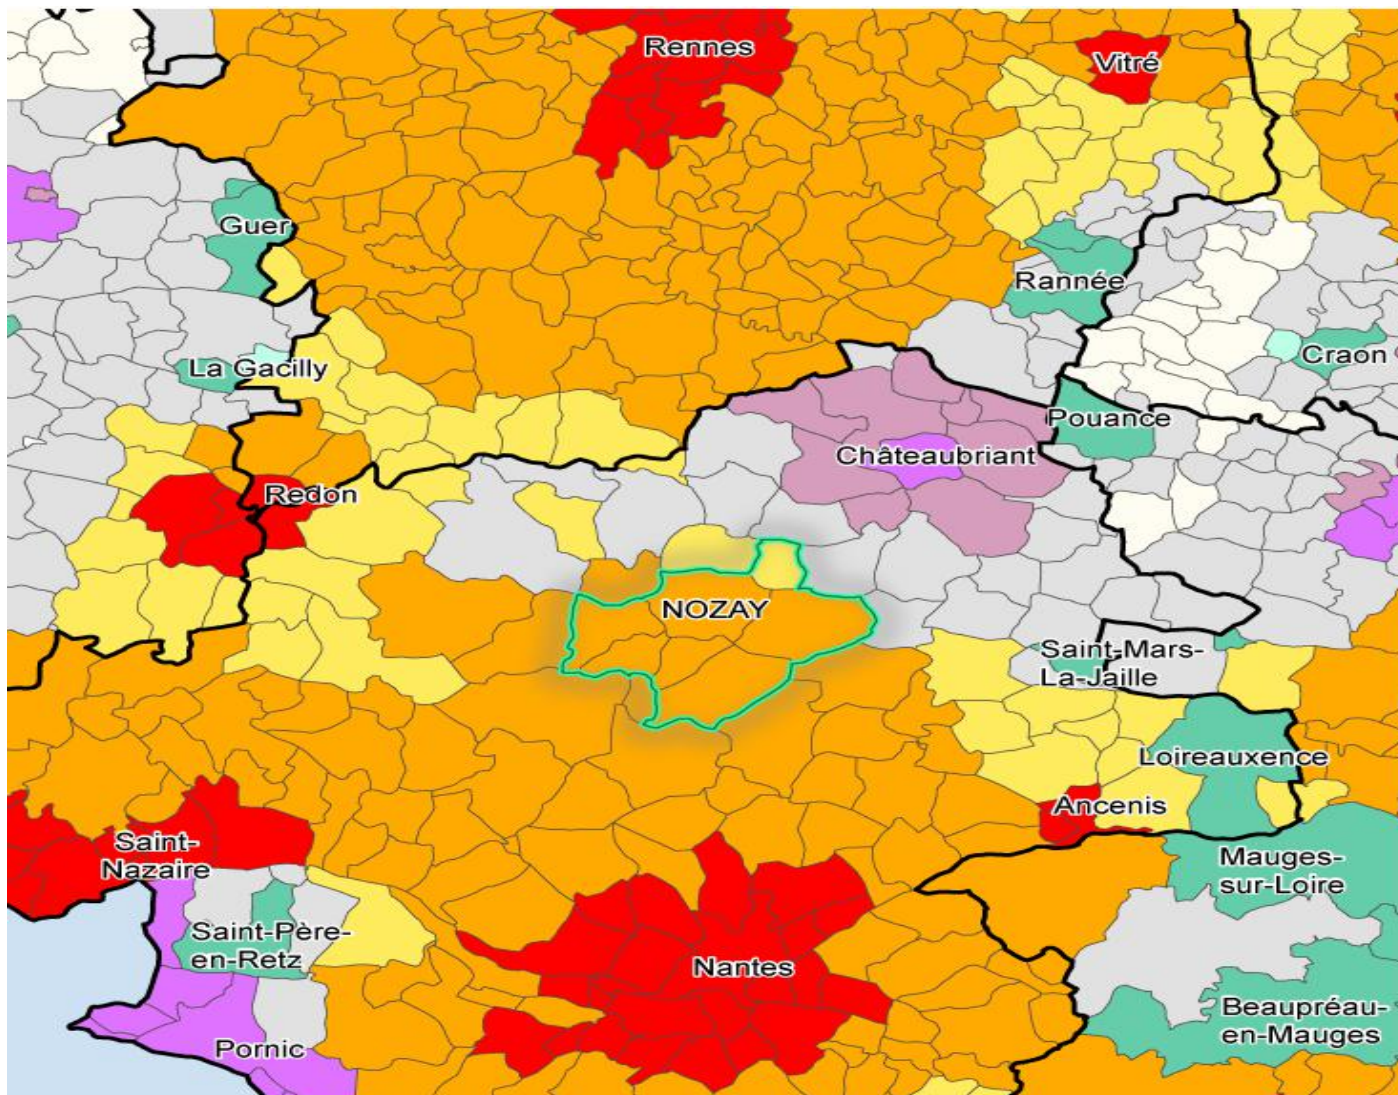 Rennes
Vitré
Guer
Rannée
La Gacilly
Craon
Pouance
Châteaubriant
Redon
NOZAY
Saint-Mars-
La-Jaille
Loireauxence
Ancenis
Saint-
Nazaire
Mauges-
sur-Loire
Saint-Père-
en-Retz
Nantes
Beaupréau-
en-Mauges
Pornic